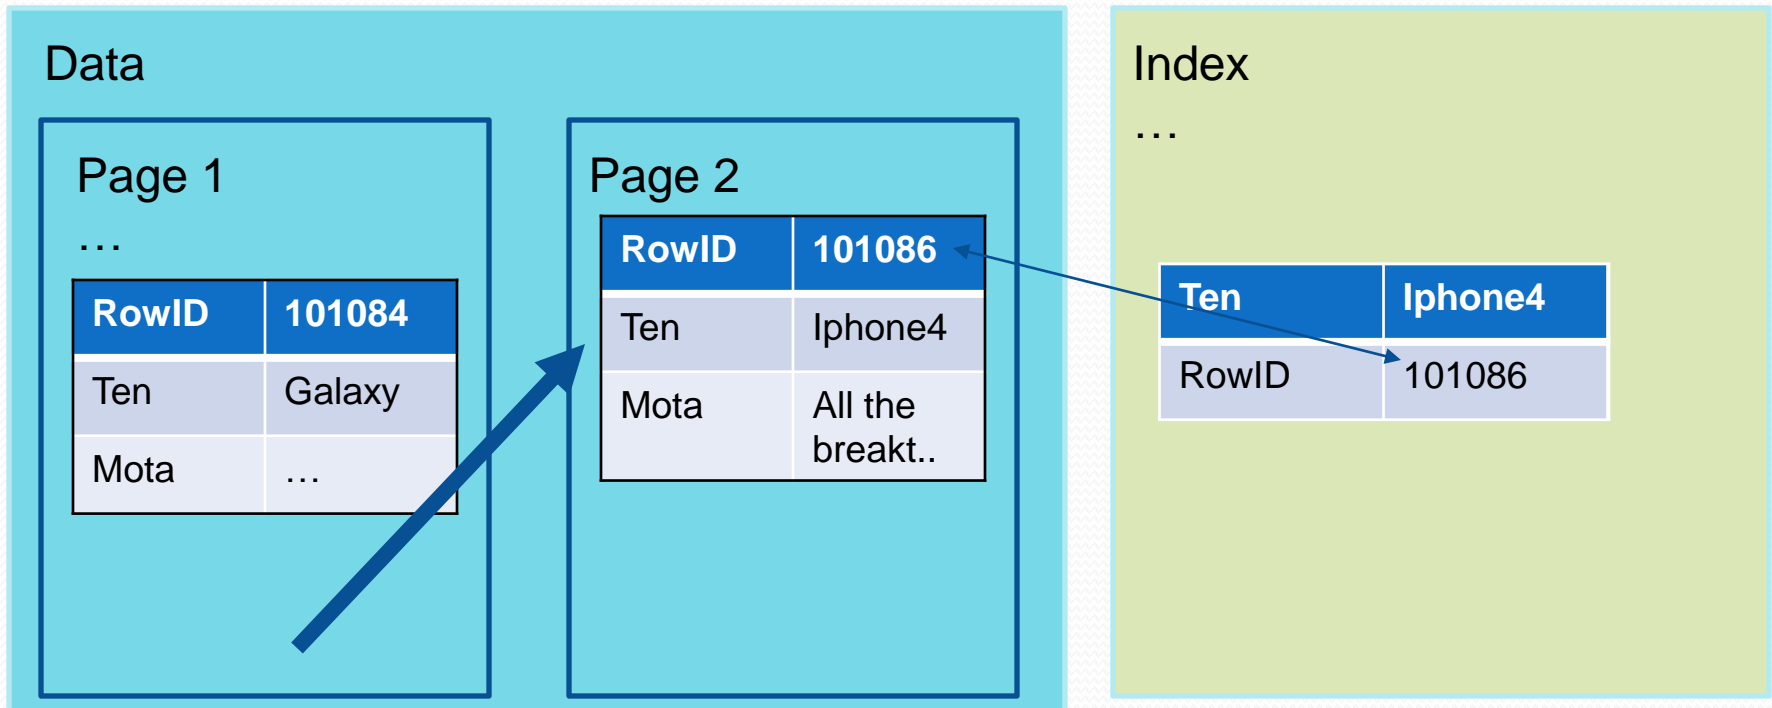 Data
Page 1
…
RowID 101084
Ten Galaxy
Mota …
Page 2
RowID 101086
Ten Iphone4
Mota All the
breakt..
Index
…
Ten Iphone4
RowID 101086